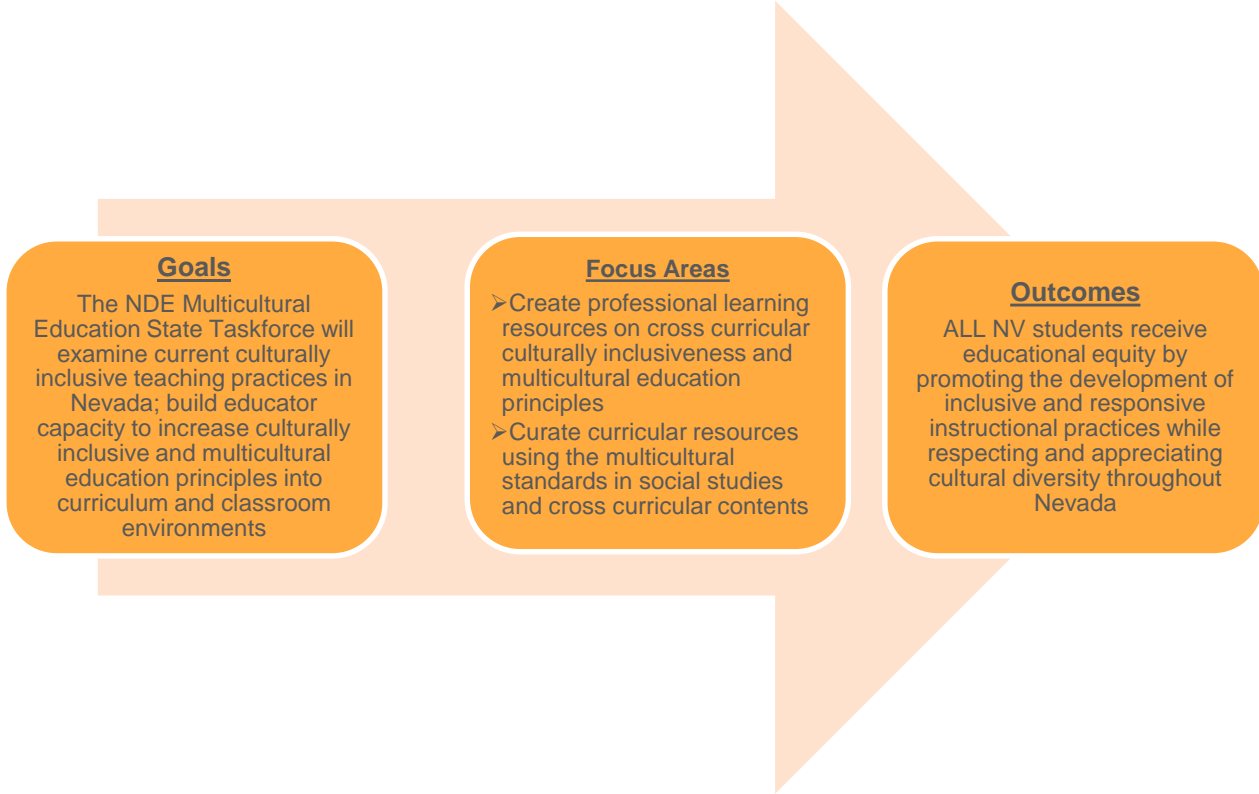 Goals
The NDE Multicultural
Education State Taskforce will
examine current culturally
inclusive teaching practices in
Nevada; build educator
capacity to increase culturally
inclusive and multicultural
education principles into
curriculum and classroom
environments
Focus Areas
➢Create professional learning
resources on cross curricular
culturally inclusiveness and
multicultural education
principles
➢Curate curricular resources
using the multicultural
standards in social studies
and cross curricular contents
Outcomes
ALL NV students receive
educational equity by
promoting the development of
inclusive and responsive
instructional practices while
respecting and appreciating
cultural diversity throughout
Nevada